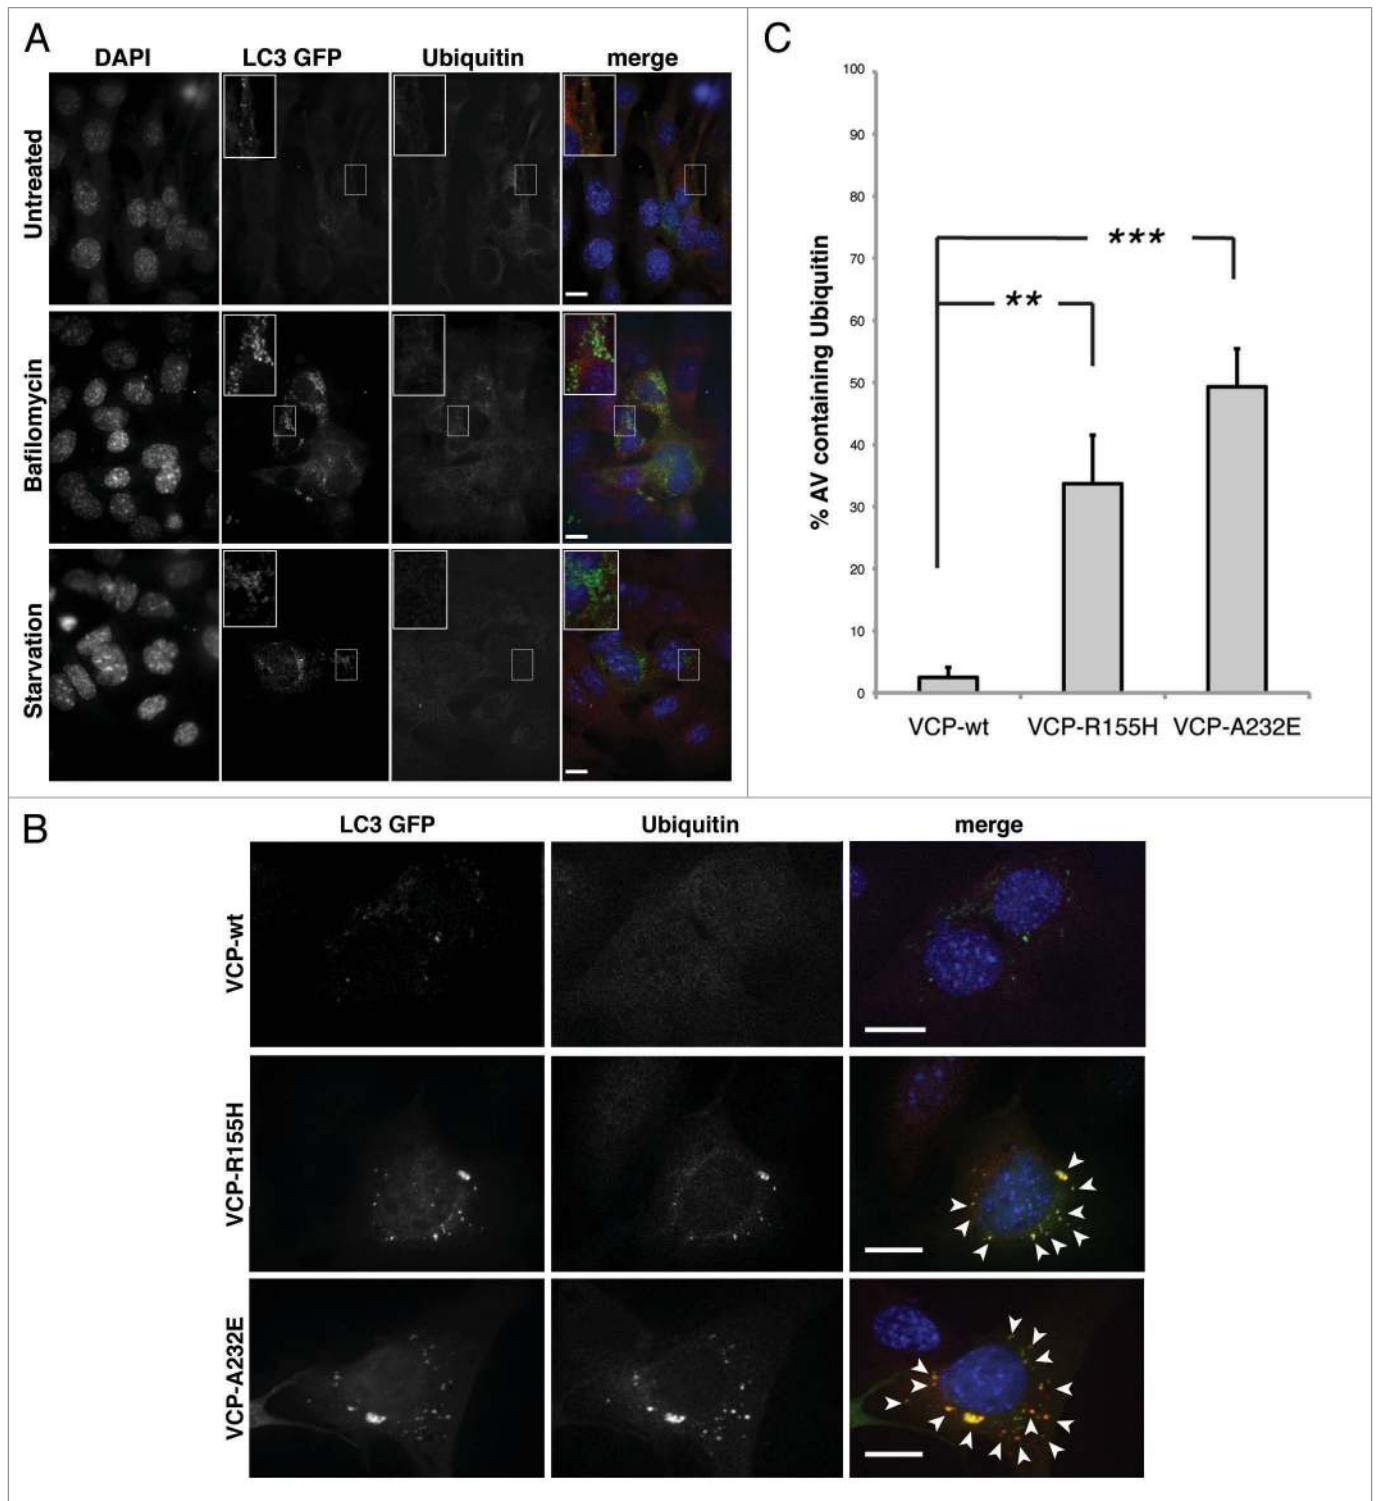 A
DAPI LC3 GFP Ubiquitin merge
Untreated
Bafilomycin
Starvation
C
% AV containing Ubiquitin
100
90
80
70
60
50
40
30
20
10
0
***
**
VCP-wt VCP-R155H VCP-A232E
B
LC3 GFP Ubiquitin merge
VCP-wt
VCP-R155H
VCP-A232E